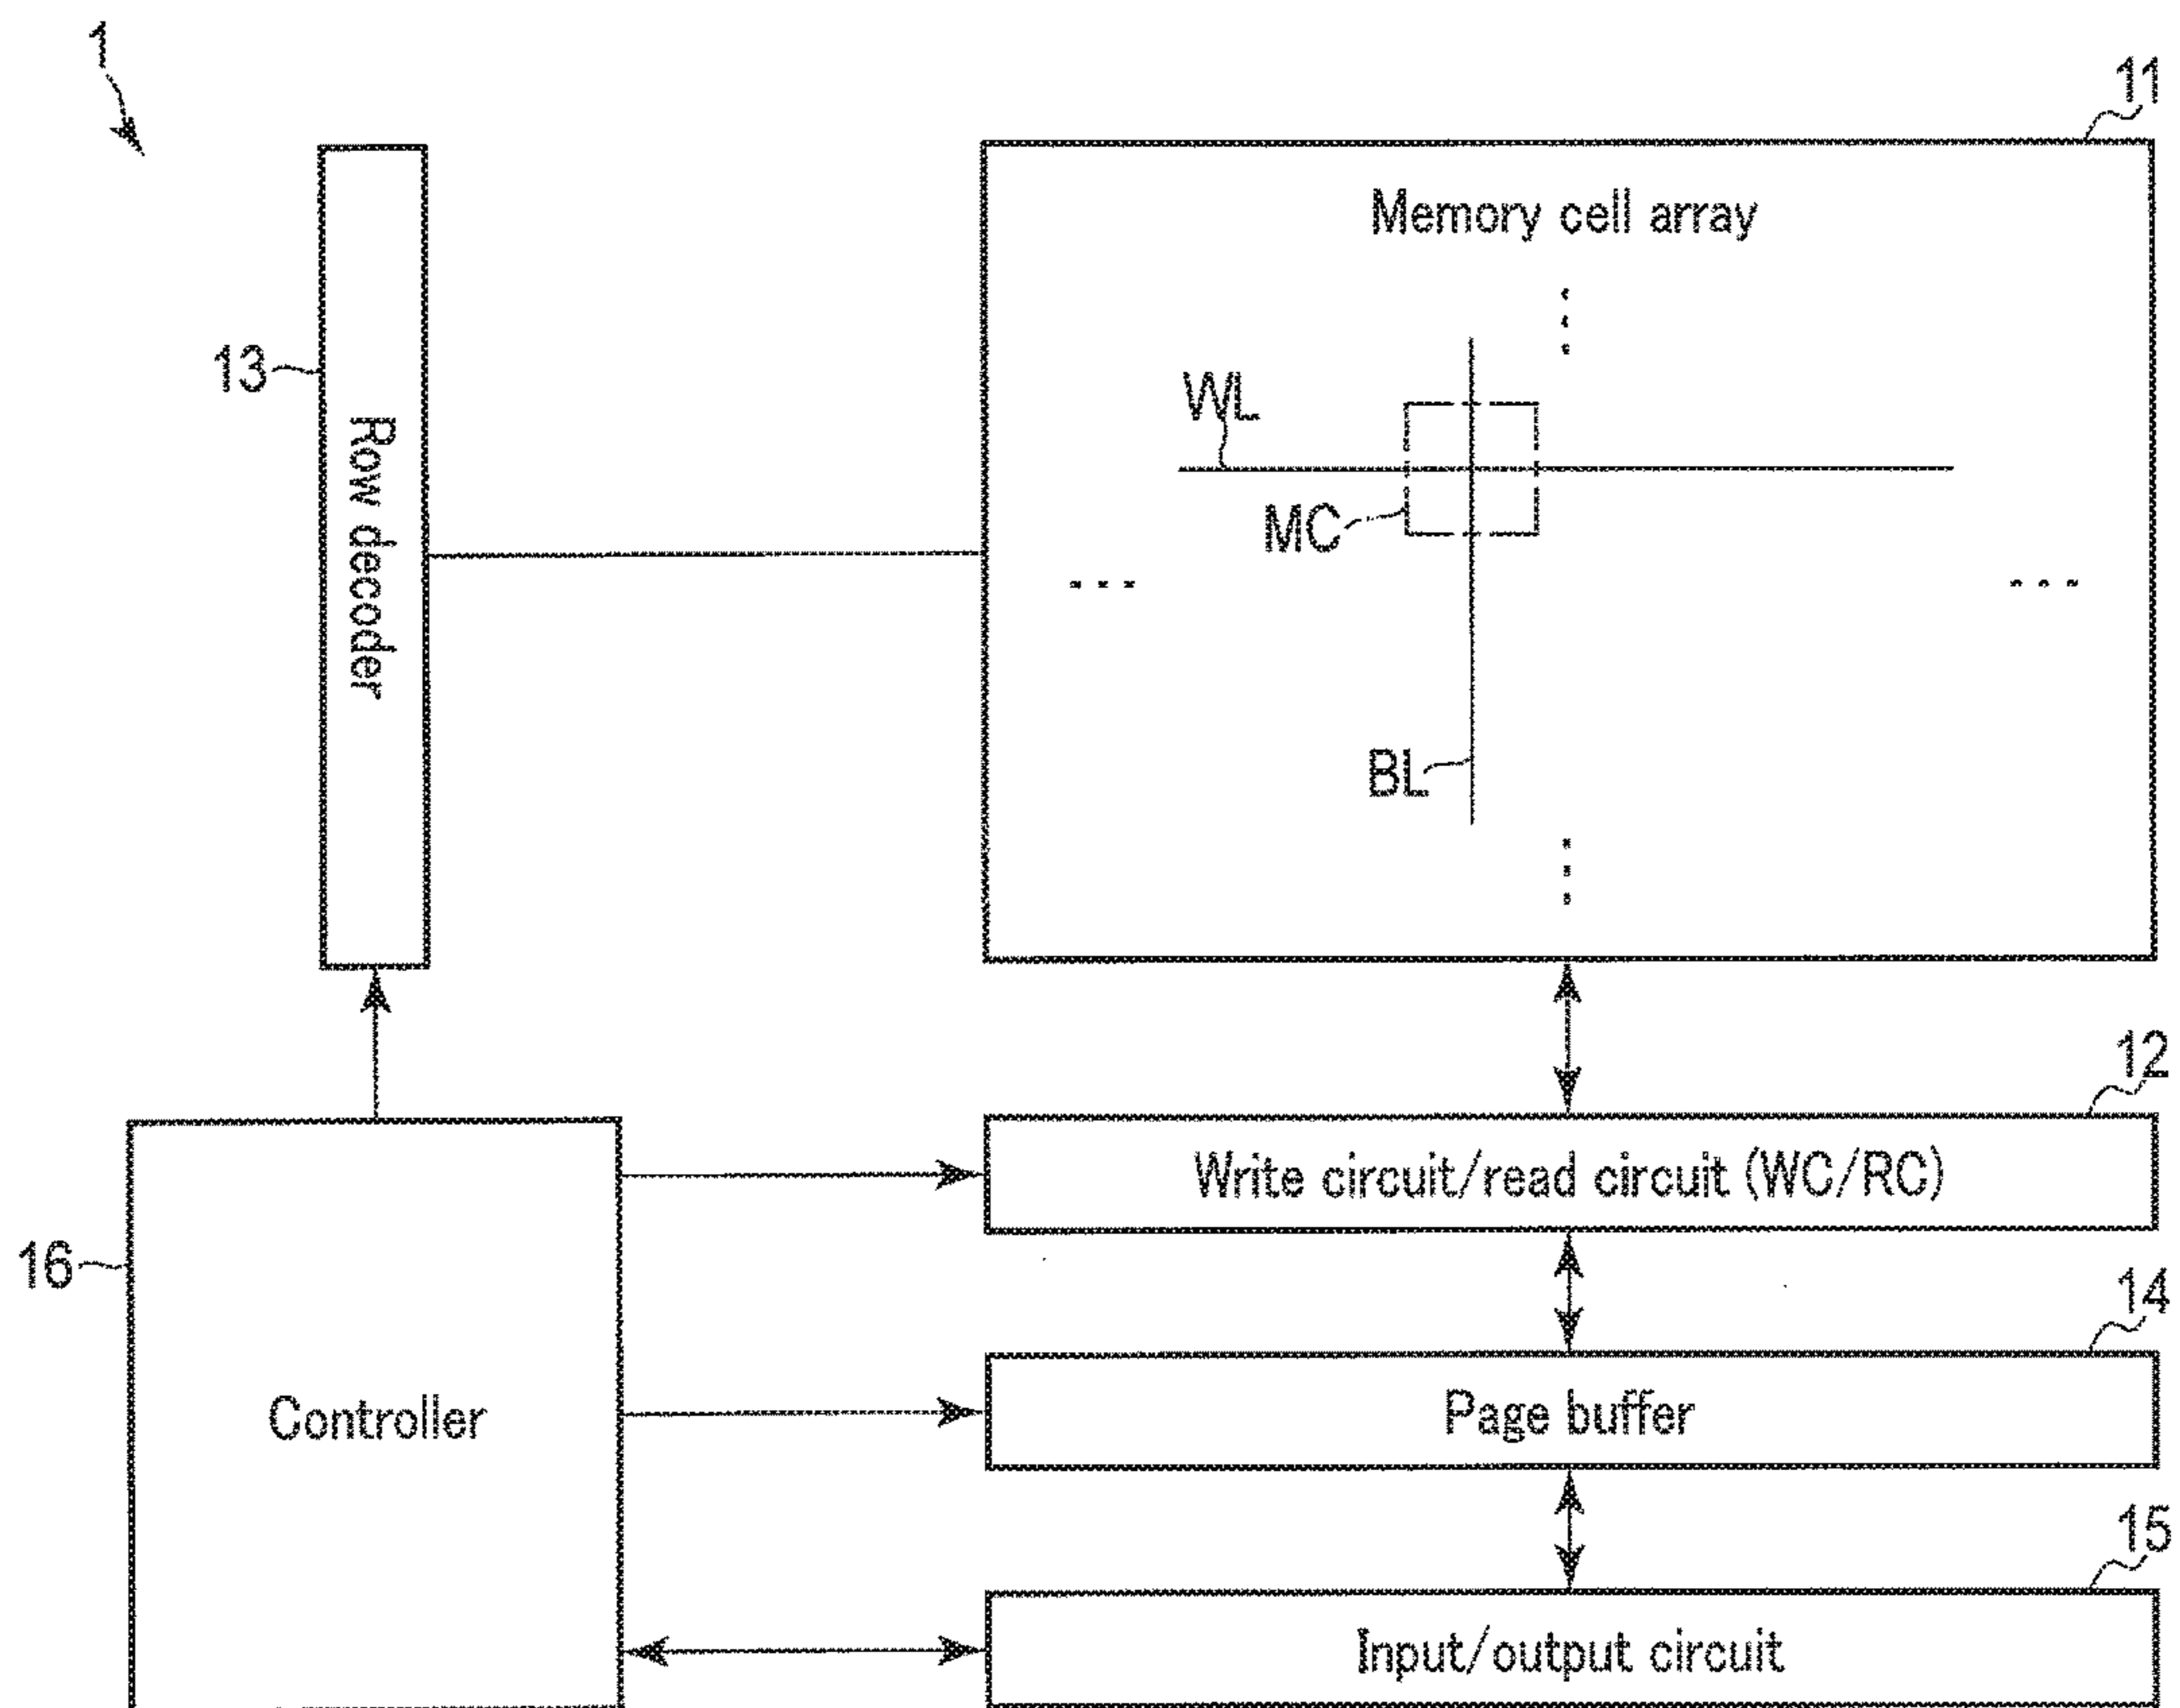 1
11
Memory cell array
13
WL
MC
Row decoder
BL
12
Write circuit/read circuit (WC/RC)
16
14
Controller
Page buffer
15
Input/output circuit